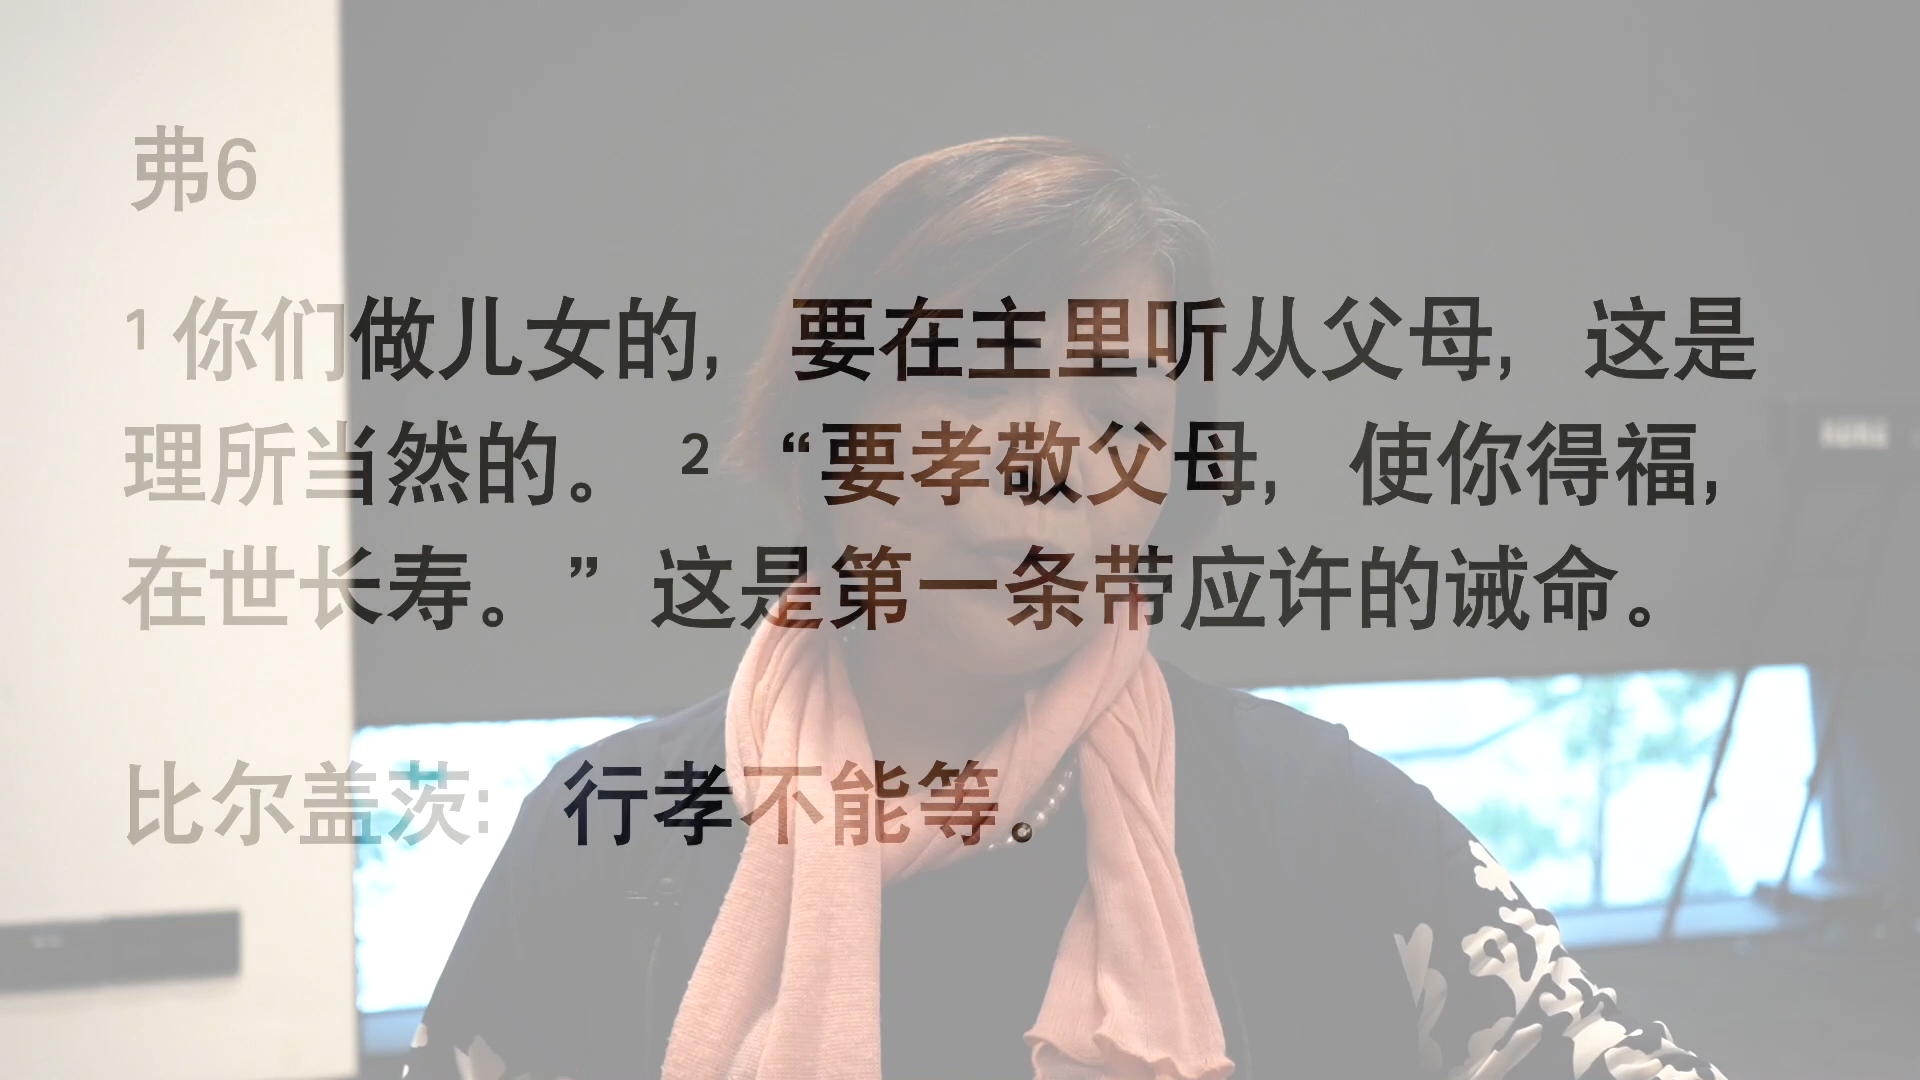 弗6
1 你们做儿女的, 要在主里听从父母, 这是
理所当然的。 2 “要孝敬父母, 使你得福,
在世长寿。” 这是第一条带应许的诫命。
比尔盖茨: 行孝不能等.